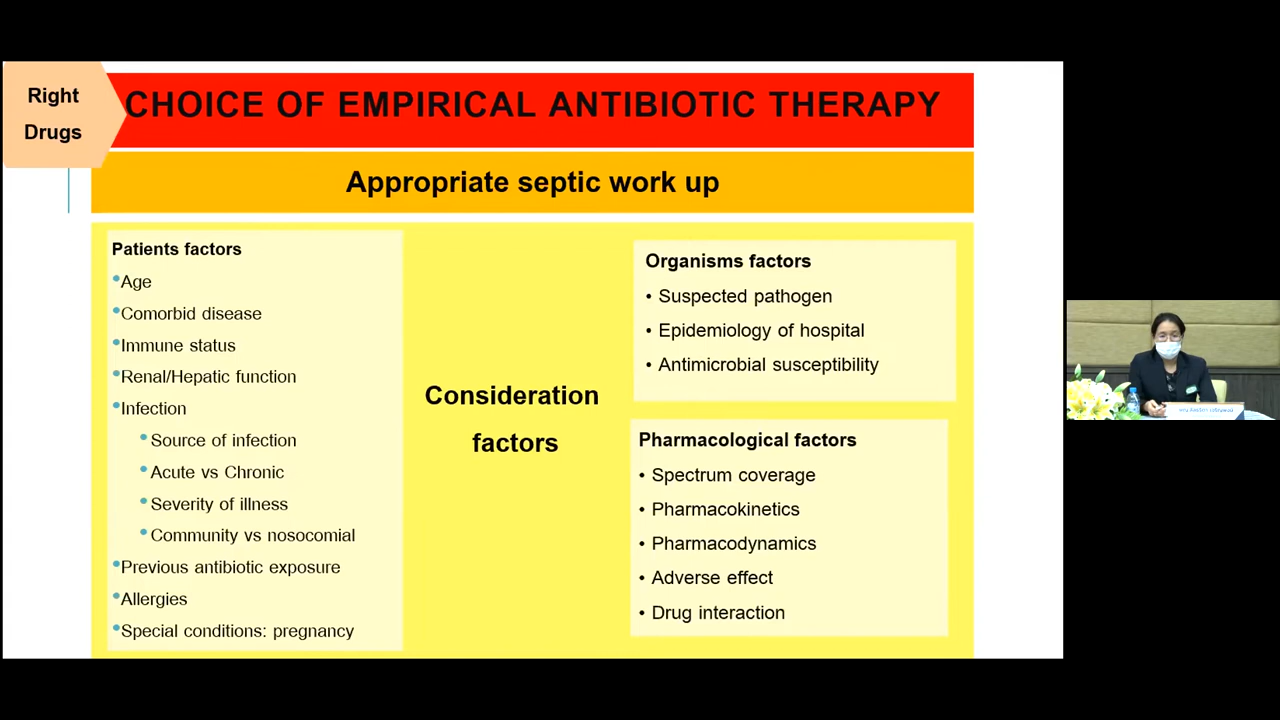 Right
Drugs
CHOICE OF EMPIRICAL ANTIBIOTIC THERAPY
Appropriate septic work up
Patients factors
•Age
•Comorbid disease
•Immune status
•Renal/Hepatic function
•Infection
•Source of infection
•Acute vs Chronic
•Severity of illness
•Community vs nosocomial
•Previous antibiotic exposure
•Allergies
•Special conditions: pregnancy
Consideration
factors
Organisms factors
• Suspected pathogen
• Epidemiology of hospital
• Antimicrobial susceptibility
Pharmacological factors
• Spectrum coverage
• Pharmacokinetics
• Pharmacodynamics
• Adverse effect
• Drug interaction